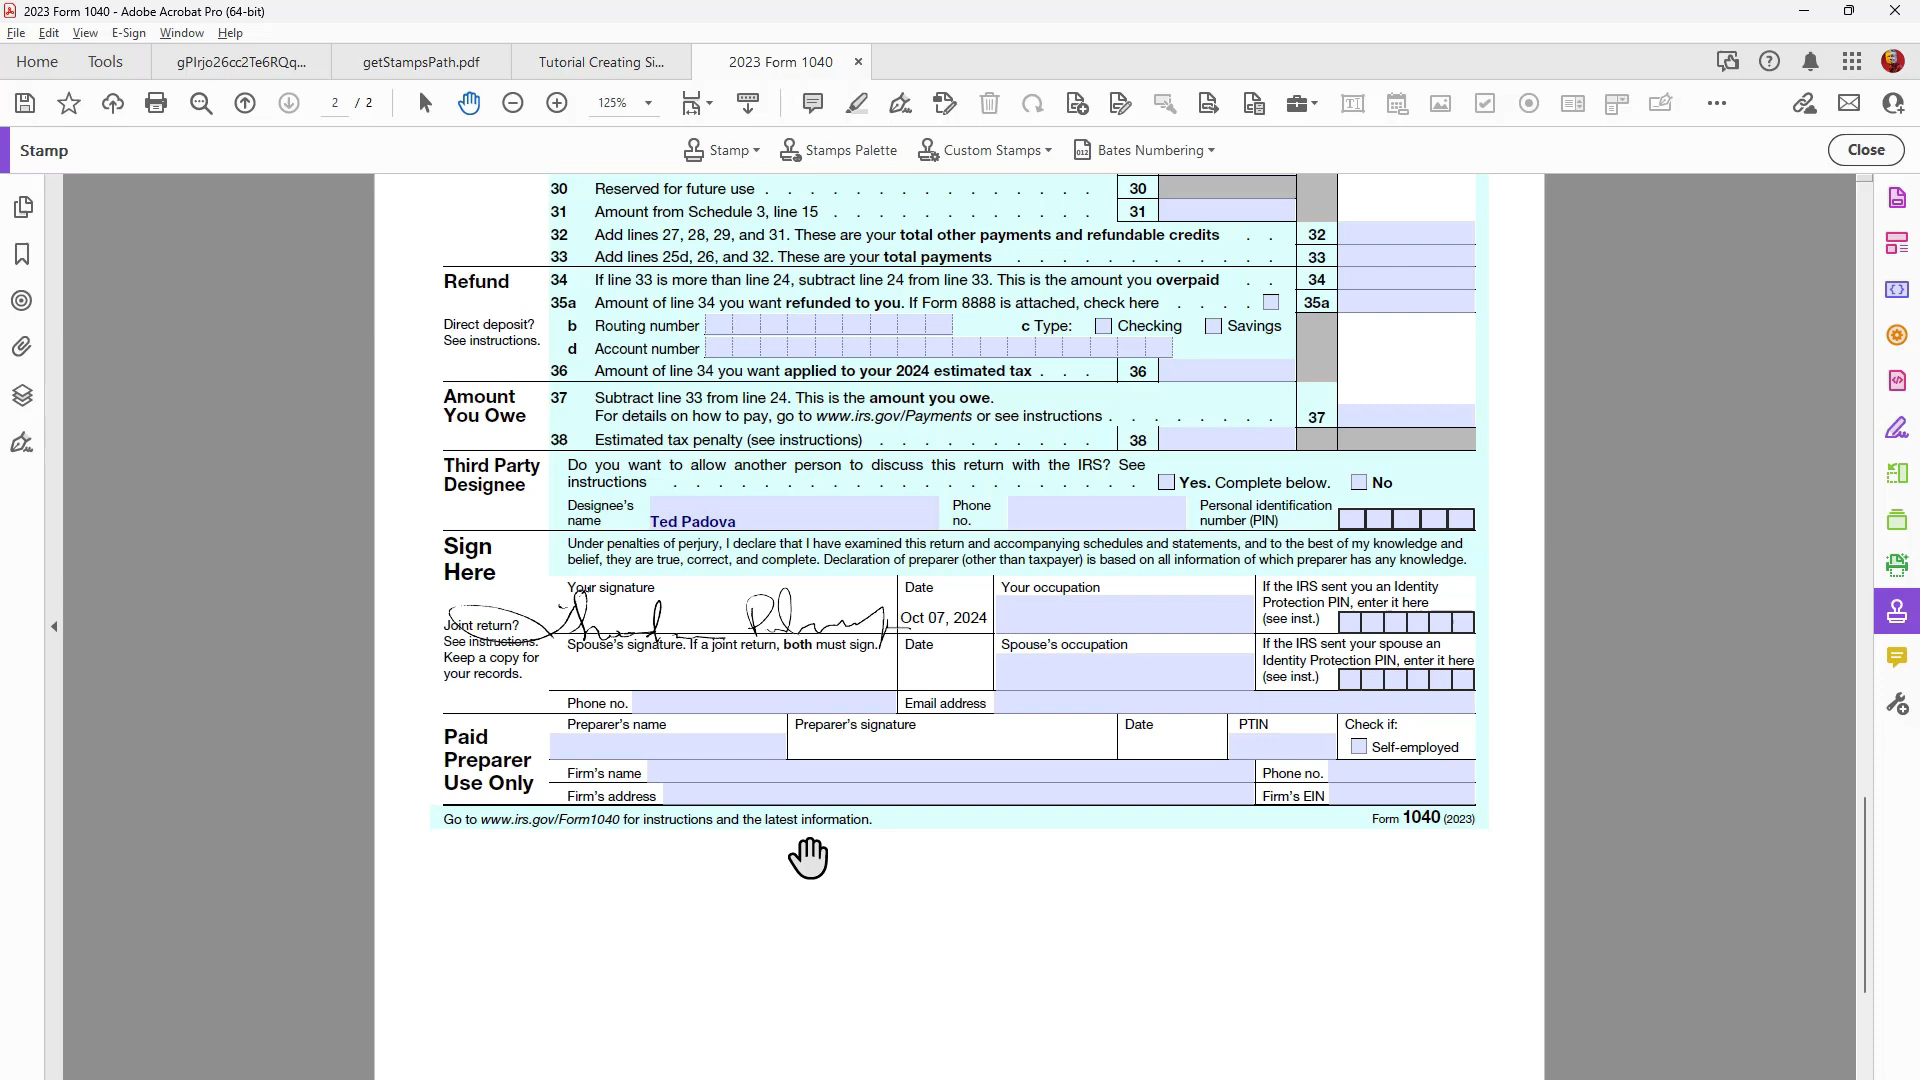 2023 Form 1040 - Adobe Acrobat Pro (64-bit)
File Edit View E-Sign Window Help
Home Tools gPIrjo26cc2Te6RQq... getStampsPath.pdf Tutorial Creating Si... 2023 Form 1040
2 / 2 125%
Stamp Stamp Stamps Palette Custom Stamps Bates Numbering Close
30 Reserved for future use . . . . . . . . . . . . . . . 30
31 Amount from Schedule 3, line 15 . . . . . . . . . . . . 31
32 Add lines 27, 28, 29, and 31. These are your total other payments and refundable credits . . 32
33 Add lines 25d, 26, and 32. These are your total payments . . . . . . . . . . . . 33
Refund 34 If line 33 is more than line 24, subtract line 24 from line 33. This is the amount you overpaid . . 34
35a Amount of line 34 you want refunded to you. If Form 8888 is attached, check here . . . . 35a
Direct deposit? b Routing number c Type: Checking Savings
See instructions. d Account number
36 Amount of line 34 you want applied to your 2024 estimated tax . . . 36
Amount You Owe 37 Subtract line 33 from line 24. This is the amount you owe.
For details on how to pay, go to www.irs.gov/Payments or see instructions . . . . . . . . 37
38 Estimated tax penalty (see instructions) . . . . . . . . . . 38
Third Party Designee Do you want to allow another person to discuss this return with the IRS? See
instructions . . . . . . . . . . . . . . . . . Yes. Complete below. No
Designee's name Ted Padova Phone no. Personal identification number (PIN)
Sign Here Under penalties of perjury, I declare that I have examined this return and accompanying schedules and statements, and to the best of my knowledge and
belief, they are true, correct, and complete. Declaration of preparer (other than taxpayer) is based on all information of which preparer has any knowledge.
Your signature Date Your occupation If the IRS sent you an Identity
Protection PIN, enter it here
Joint return? Oct 07, 2024 (see inst.)
See instructions.
Keep a copy for
your records.
Spouse's signature. If a joint return, both must sign. Date Spouse's occupation If the IRS sent your spouse an
Identity Protection PIN, enter it here
(see inst.)
Phone no. Email address
Paid Preparer Use Only Preparer's name Preparer's signature Date PTIN Check if:
Self-employed
Firm's name Phone no.
Firm's address Firm's EIN
Go to www.irs.gov/Form1040 for instructions and the latest information. Form 1040 (2023)